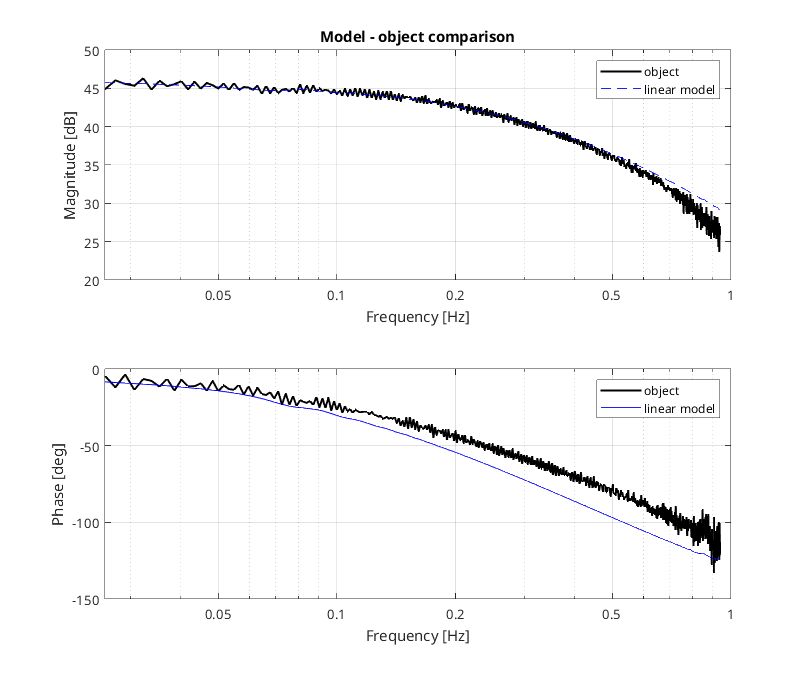 Model - object comparison
50
45
40
35
30
25
20
Magnitude [dB]
object
linear model
0.05
0.1
0.2
0.5
1
Frequency [Hz]
0
-50
-100
-150
Phase [deg]
object
linear model
0.05
0.1
0.2
0.5
1
Frequency [Hz]